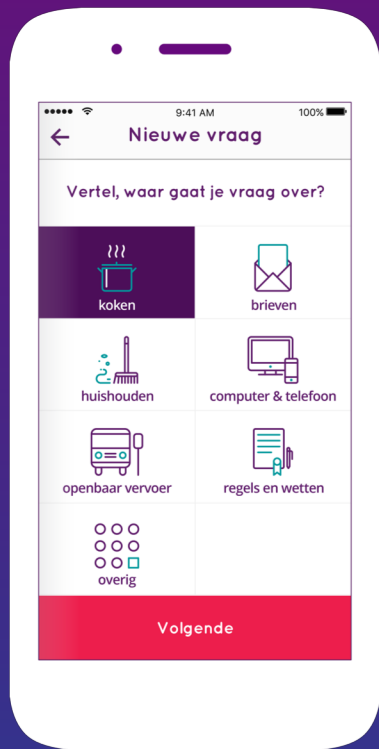 9:41 AM
100%
Nieuwe vraag
Vertel, waar gaat je vraag over?
koken
brieven
huishouden
computer & telefoon
openbaar vervoer
regels en wetten
overig
Volgende